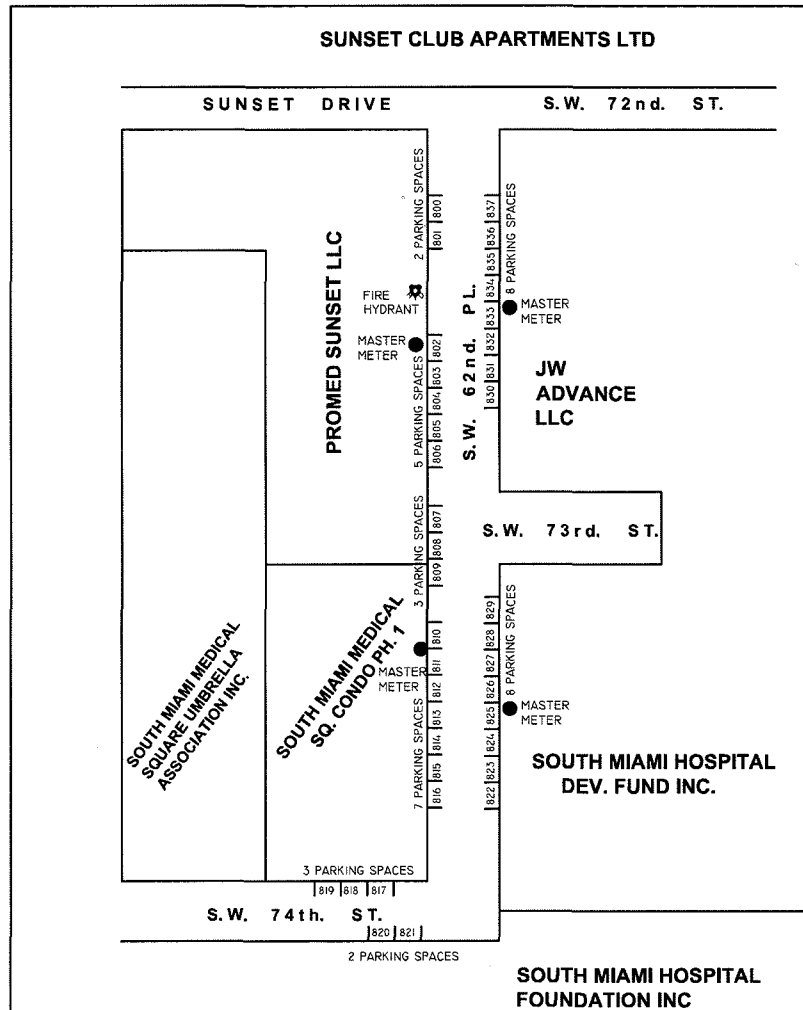 SUNSET CLUB APARTMENTS LTD
SUNSET DRIVE
S.W. 72nd. ST.
2 PARKING SPACES
800
801
PROMED SUNSET LLC
FIRE
HYDRANT
MASTER
METER
802
803
804
805
806
5 PARKING SPACES
S.W. 62nd. PL.
837
836
835
834
833
832
831
830
8 PARKING SPACES
MASTER
METER
JW
ADVANCE
LLC
807
808
809
3 PARKING SPACES
S.W. 73rd. ST.
SOUTH MIAMI MEDICAL
SQUARE UMBRELLA
ASSOCIATION INC.
SOUTH MIAMI MEDICAL
SQ. CONDO PH. 1
MASTER
METER
810
811
812
813
814
815
816
7 PARKING SPACES
829
828
827
826
825
824
823
822
8 PARKING SPACES
MASTER
METER
SOUTH MIAMI HOSPITAL
DEV. FUND INC.
3 PARKING SPACES
819 818 817
S.W. 74th. ST.
820 821
2 PARKING SPACES
SOUTH MIAMI HOSPITAL
FOUNDATION INC